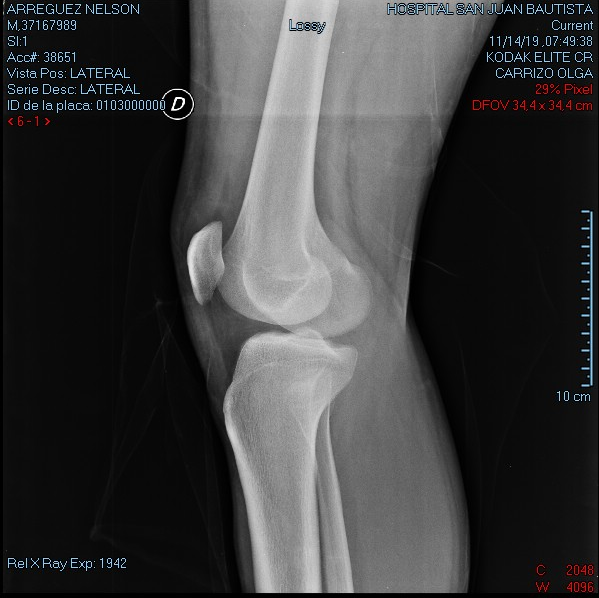 ARREGUEZ NELSON
M,37167989
SI:1
Acc#: 38651
Vista Pos: LATERAL
Serie Desc: LATERAL
ID de la placa: 0103000000
< 6 - 1 >
Lossy
HOSPITAL SAN JUAN BAUTISTA
Current
11/14/19 ,07:49:38
KODAK ELITE CR
CARRIZO OLGA
29% Pixel
DFOV 34,4 x 34,4 cm
D
10 cm
Rel X Ray Exp: 1942
C 2048
W 4096